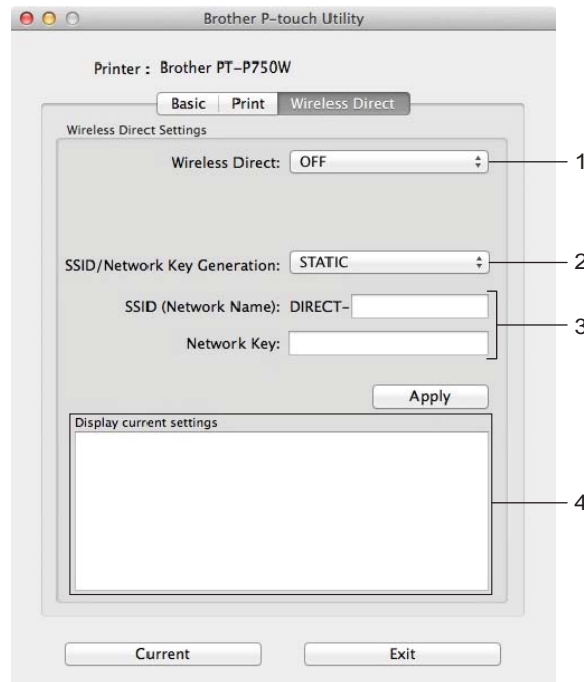 Brother P-touch Utility
Printer : Brother PT-P750W
Basic Print Wireless Direct
Wireless Direct Settings
Wireless Direct: OFF 1
SSID/Network Key Generation: STATIC 2
SSID (Network Name): DIRECT-
3
Network Key:
Apply
Display current settings
4
Current Exit